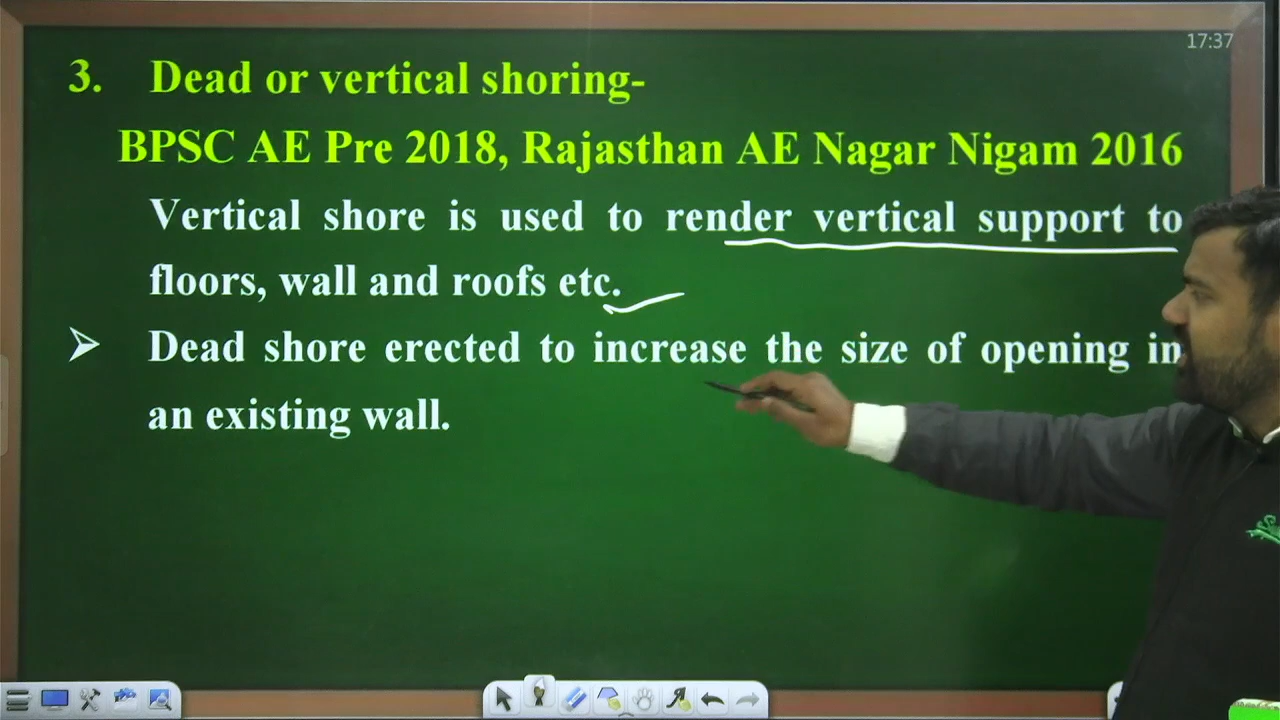 17:37
3. Dead or vertical shoring-
BPSC AE Pre 2018, Rajasthan AE Nagar Nigam 2016
Vertical shore is used to render vertical support to
floors, wall and roofs etc.
➢ Dead shore erected to increase the size of opening in
an existing wall.